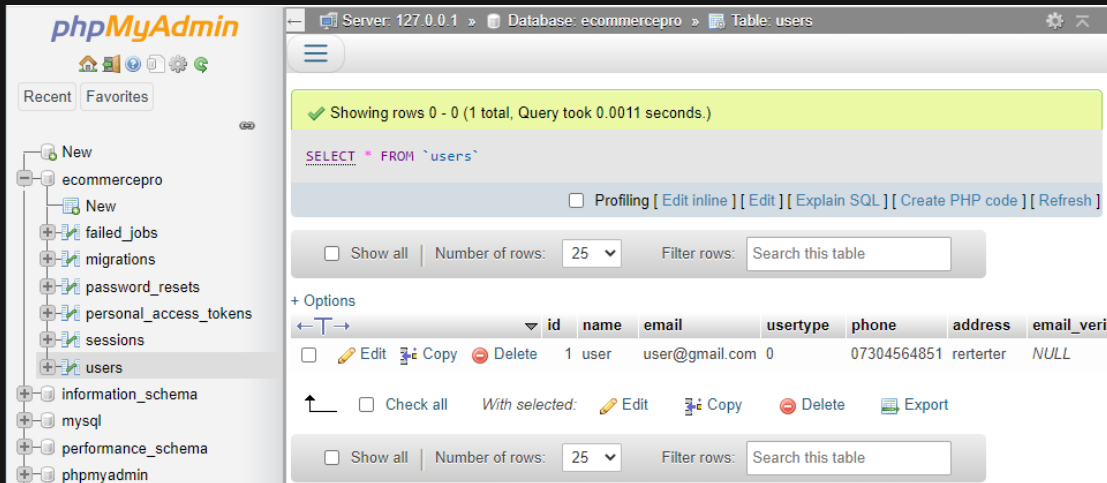 phpMyAdmin
Recent Favorites
New
ecommercepro
New
failed_jobs
migrations
password_resets
personal_access_tokens
sessions
users
information_schema
mysql
performance_schema
phpmyadmin
Server: 127.0.0.1 » Database: ecommercepro » Table: users
Showing rows 0 - 0 (1 total, Query took 0.0011 seconds.)
SELECT * FROM `users`
Profiling [ Edit inline ] [ Edit ] [ Explain SQL ] [ Create PHP code ] [ Refresh ]
Show all Number of rows: 25 Filter rows: Search this table
+ Options
←T→ id name email usertype phone address email_veri
Edit Copy Delete 1 user user@gmail.com 0 07304564851 rerterter NULL
Check all With selected: Edit Copy Delete Export
Show all Number of rows: 25 Filter rows: Search this table